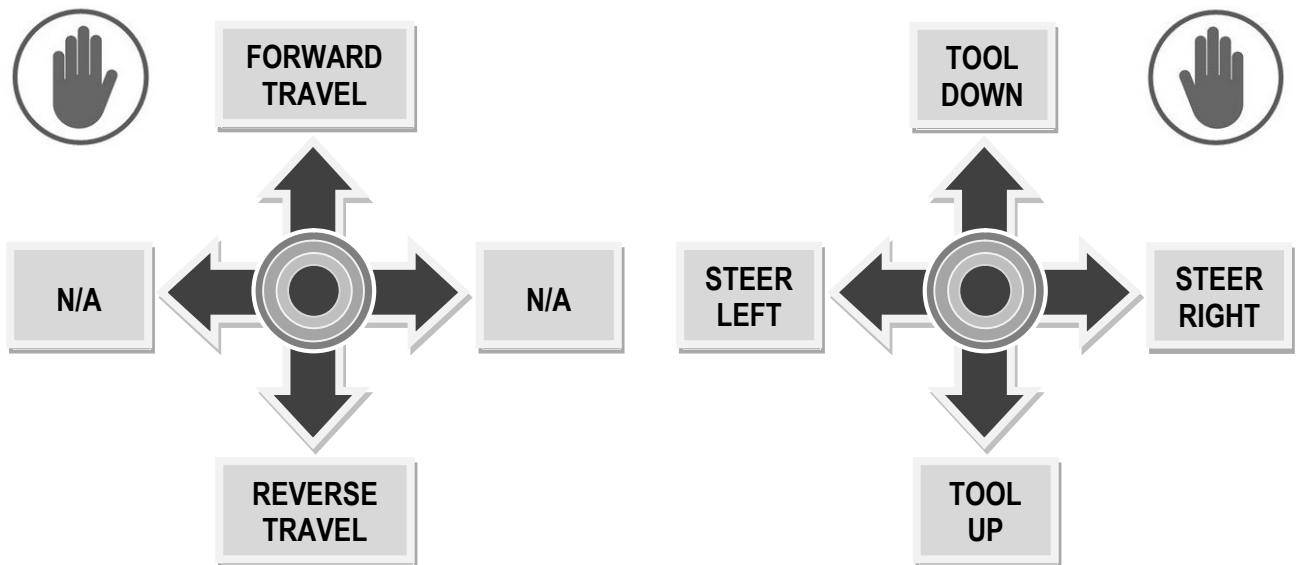 FORWARD
TRAVEL
N/A
N/A
REVERSE
TRAVEL
TOOL
DOWN
STEER
LEFT
STEER
RIGHT
TOOL
UP